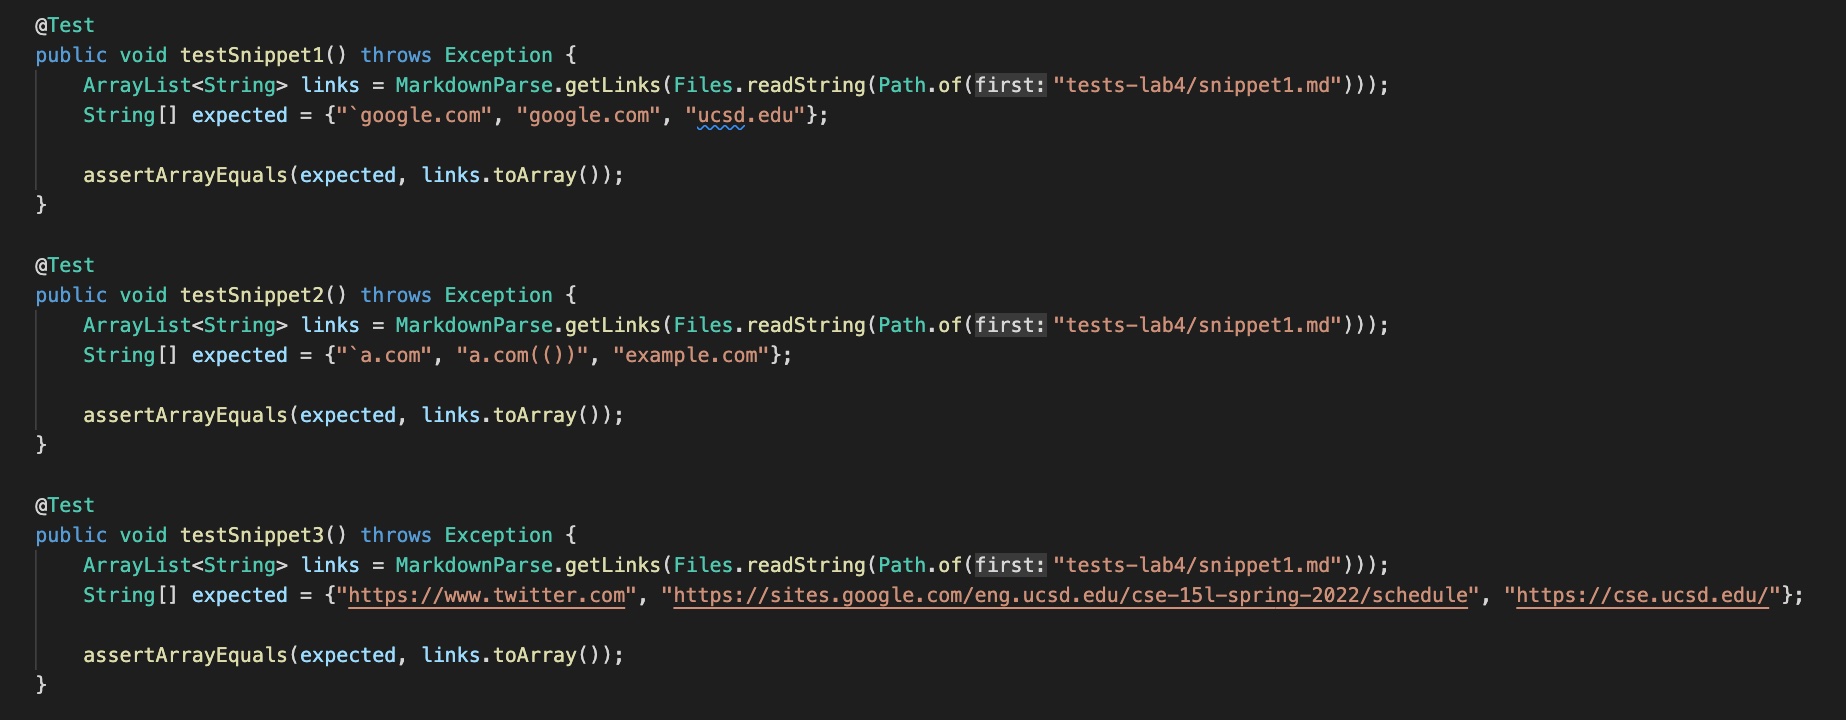 @Test
public void testSnippet1() throws Exception {
    ArrayList<String> links = MarkdownParse.getLinks(Files.readString(Path.of(first: "tests-lab4/snippet1.md")));
    String[] expected = {"`google.com", "google.com", "ucsd.edu"};

    assertArrayEquals(expected, links.toArray());
}

@Test
public void testSnippet2() throws Exception {
    ArrayList<String> links = MarkdownParse.getLinks(Files.readString(Path.of(first: "tests-lab4/snippet1.md")));
    String[] expected = {"`a.com", "a.com(())", "example.com"};

    assertArrayEquals(expected, links.toArray());
}

@Test
public void testSnippet3() throws Exception {
    ArrayList<String> links = MarkdownParse.getLinks(Files.readString(Path.of(first: "tests-lab4/snippet1.md")));
    String[] expected = {"https://www.twitter.com", "https://sites.google.com/eng.ucsd.edu/cse-15l-spring-2022/schedule", "https://cse.ucsd.edu/"};

    assertArrayEquals(expected, links.toArray());
}